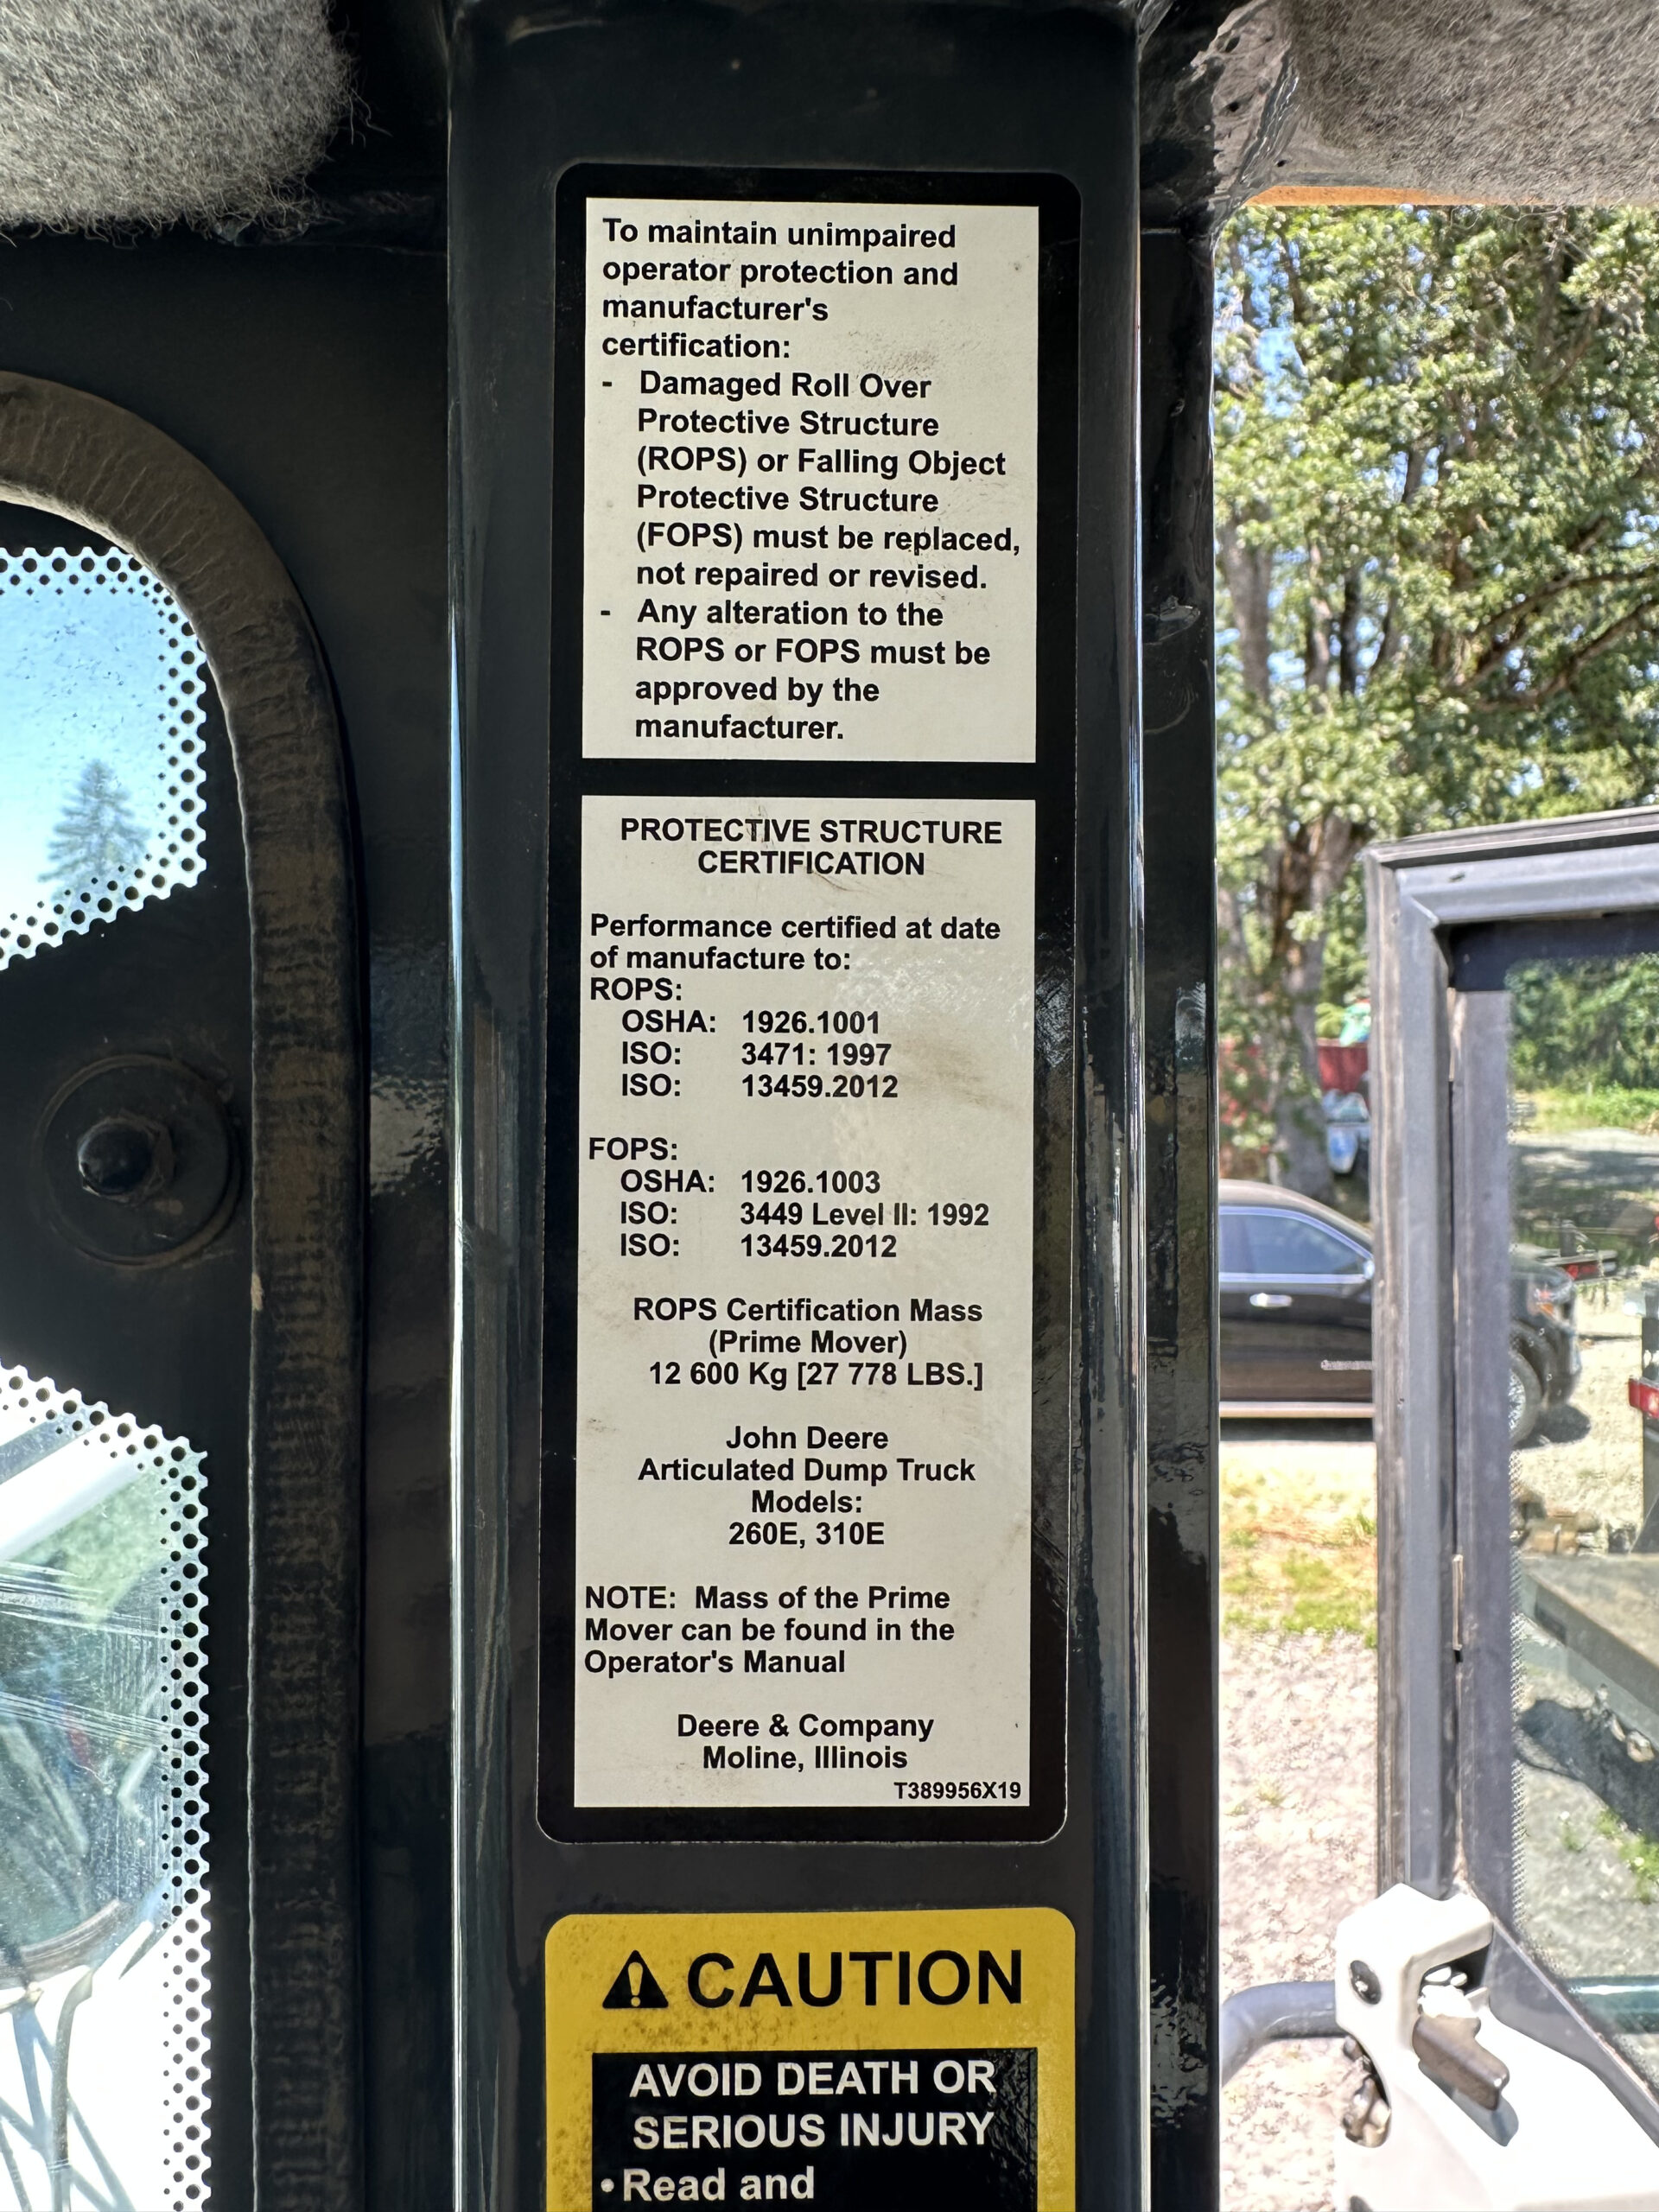 To maintain unimpaired
operator protection and
manufacturer's
certification:
- Damaged Roll Over
Protective Structure
(ROPS) or Falling Object
Protective Structure
(FOPS) must be replaced,
not repaired or revised.
- Any alteration to the
ROPS or FOPS must be
approved by the
manufacturer.
PROTECTIVE STRUCTURE
CERTIFICATION
Performance certified at date
of manufacture to:
ROPS:
OSHA: 1926.1001
ISO: 3471: 1997
ISO: 13459.2012
FOPS:
OSHA: 1926.1003
ISO: 3449 Level II: 1992
ISO: 13459.2012
ROPS Certification Mass
(Prime Mover)
12 600 Kg [27 778 LBS.]
John Deere
Articulated Dump Truck
Models:
260E, 310E
NOTE: Mass of the Prime
Mover can be found in the
Operator's Manual
Deere & Company
Moline, Illinois
T389956X19
CAUTION
AVOID DEATH OR
SERIOUS INJURY
• Read and